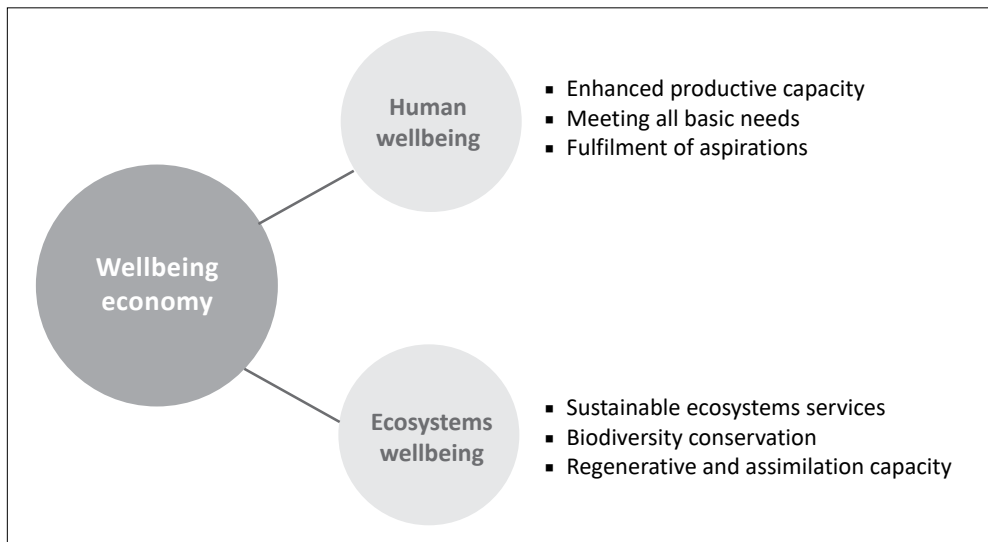 Wellbeing
economy
Human
wellbeing
▪ Enhanced productive capacity
▪ Meeting all basic needs
▪ Fulfilment of aspirations
Ecosystems
wellbeing
▪ Sustainable ecosystems services
▪ Biodiversity conservation
▪ Regenerative and assimilation capacity